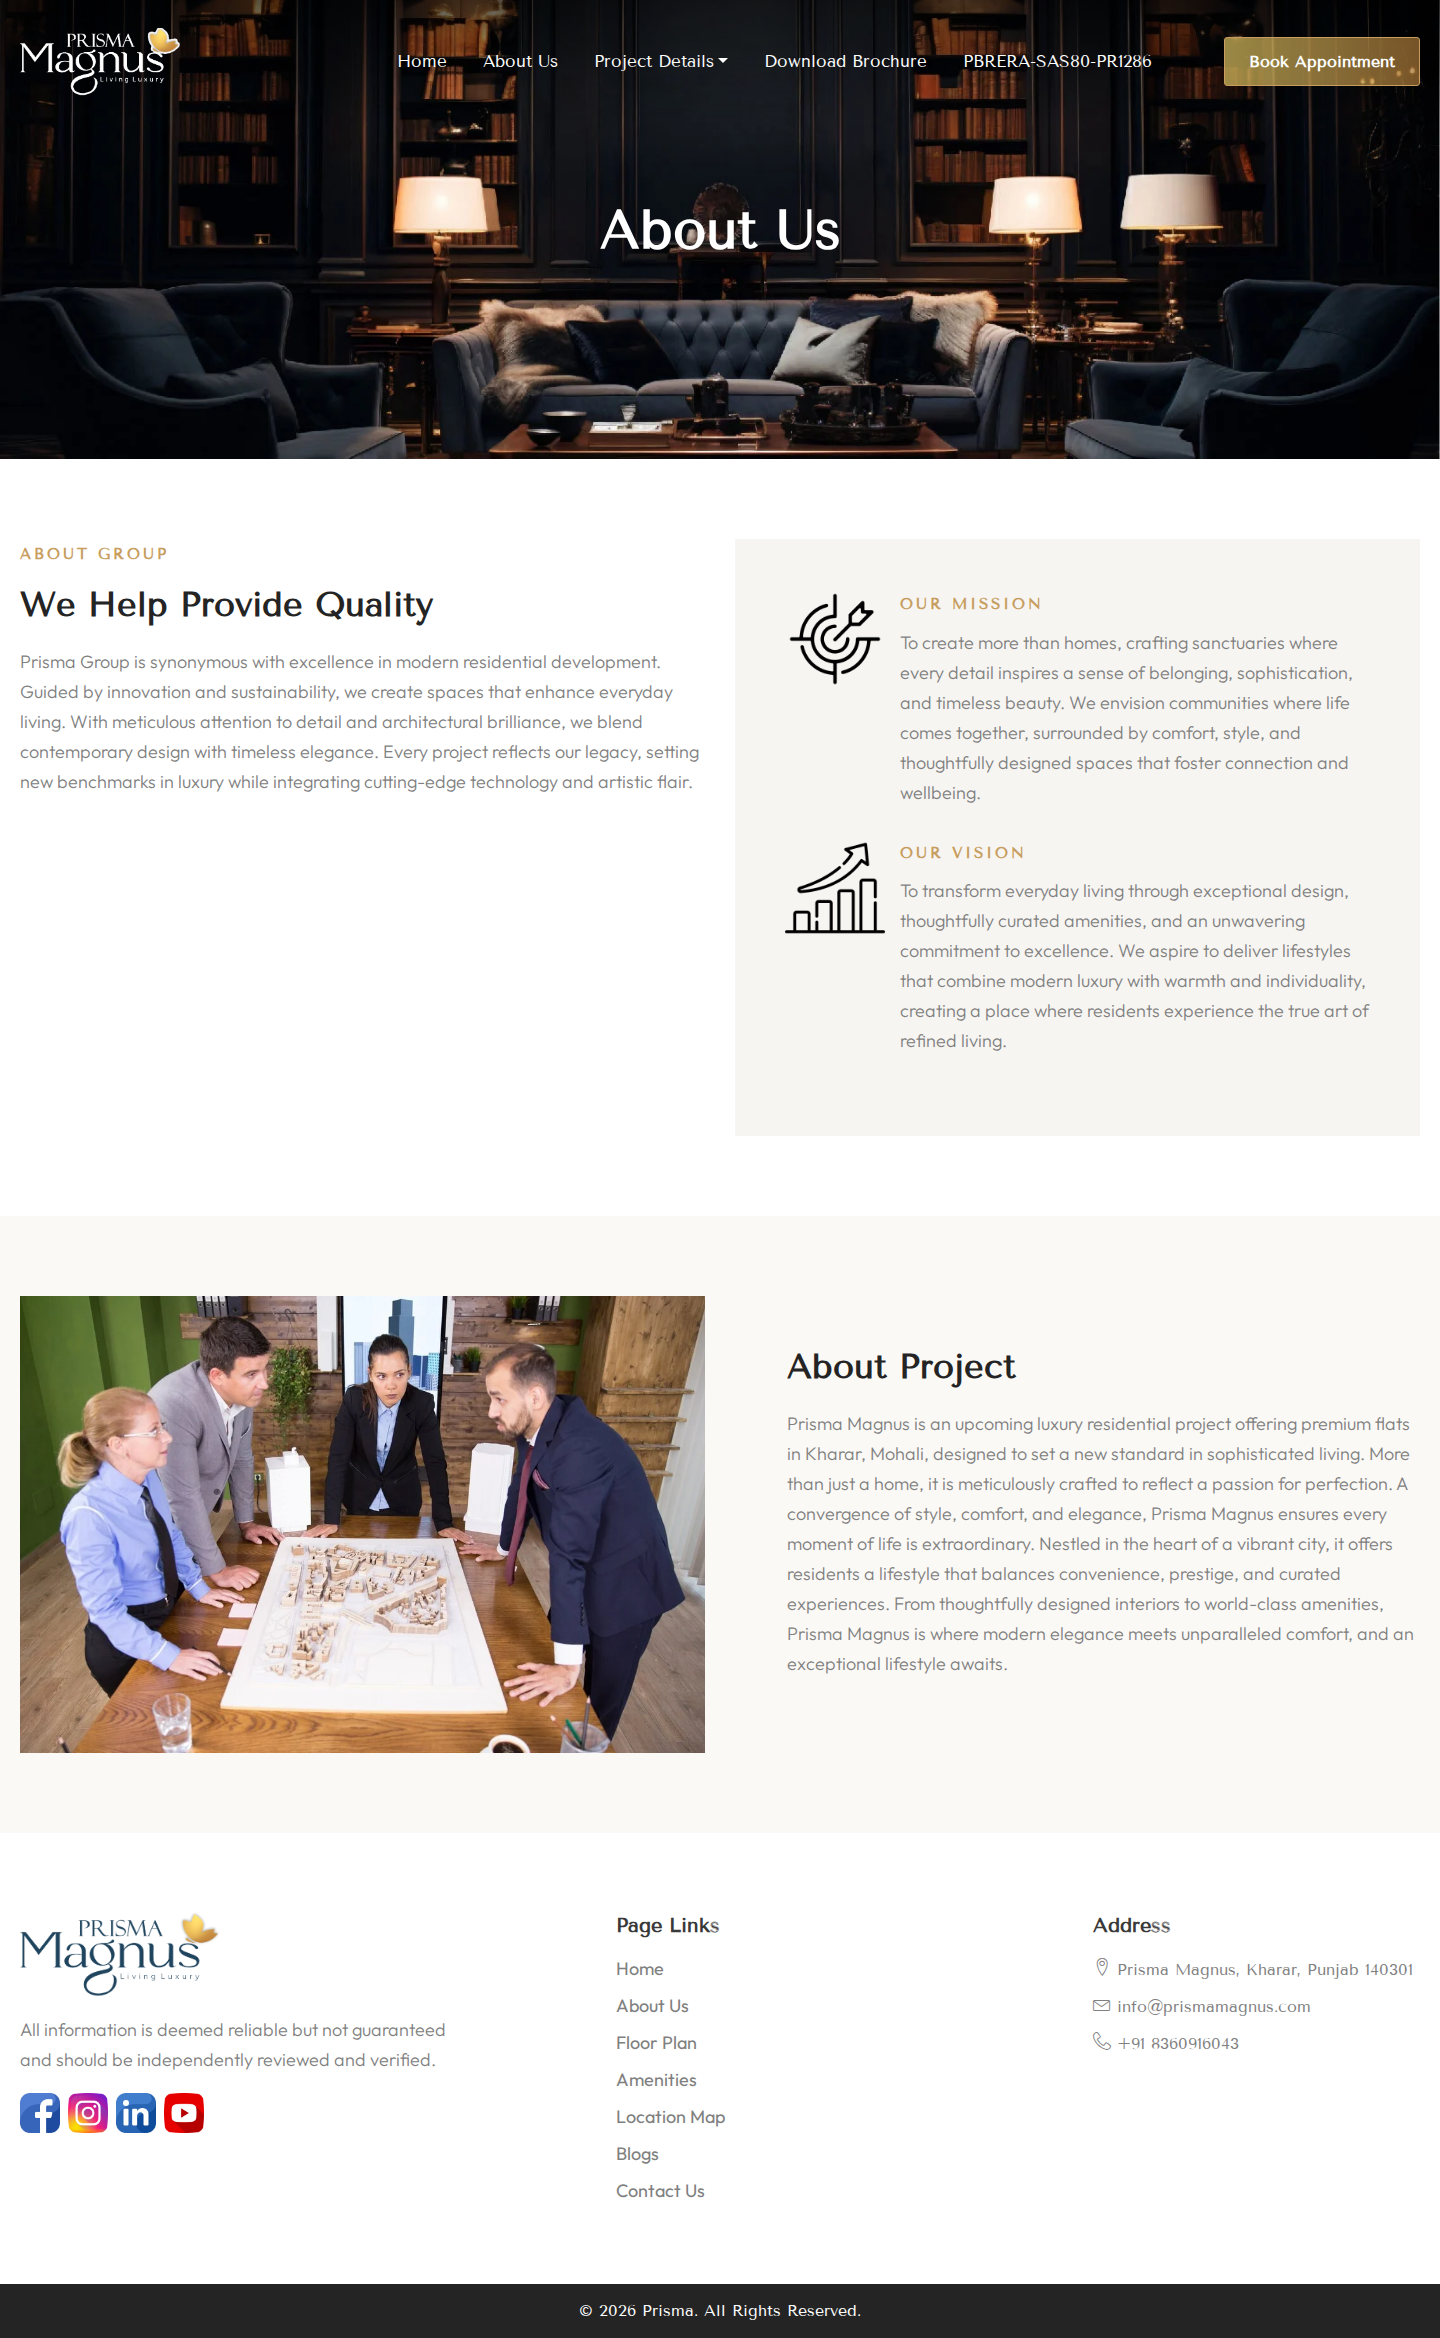 PRISMA
Magnus
Living Luxury
Home
About Us
Project Details
Download Brochure
PBRERA-SAS80-PR1286
Book Appointment
About Us
ABOUT GROUP
We Help Provide Quality
Prisma Group is synonymous with excellence in modern residential development.
Guided by innovation and sustainability, we create spaces that enhance everyday
living. With meticulous attention to detail and architectural brilliance, we blend
contemporary design with timeless elegance. Every project reflects our legacy, setting
new benchmarks in luxury while integrating cutting-edge technology and artistic flair.
OUR MISSION
To create more than homes, crafting sanctuaries where
every detail inspires a sense of belonging, sophistication,
and timeless beauty. We envision communities where life
comes together, surrounded by comfort, style, and
thoughtfully designed spaces that foster connection and
wellbeing.
OUR VISION
To transform everyday living through exceptional design,
thoughtfully curated amenities, and an unwavering
commitment to excellence. We aspire to deliver lifestyles
that combine modern luxury with warmth and individuality,
creating a place where residents experience the true art of
refined living.
About Project
Prisma Magnus is an upcoming luxury residential project offering premium flats
in Kharar, Mohali, designed to set a new standard in sophisticated living. More
than just a home, it is meticulously crafted to reflect a passion for perfection. A
convergence of style, comfort, and elegance, Prisma Magnus ensures every
moment of life is extraordinary. Nestled in the heart of a vibrant city, it offers
residents a lifestyle that balances convenience, prestige, and curated
experiences. From thoughtfully designed interiors to world-class amenities,
Prisma Magnus is where modern elegance meets unparalleled comfort, and an
exceptional lifestyle awaits.
PRISMA
Magnus
Living Luxury
All information is deemed reliable but not guaranteed
and should be independently reviewed and verified.
Page Links
Home
About Us
Floor Plan
Amenities
Location Map
Blogs
Contact Us
Address
Prisma Magnus, Kharar, Punjab 140301
info@prismamagnus.com
+91 8360916043
© 2026 Prisma. All Rights Reserved.